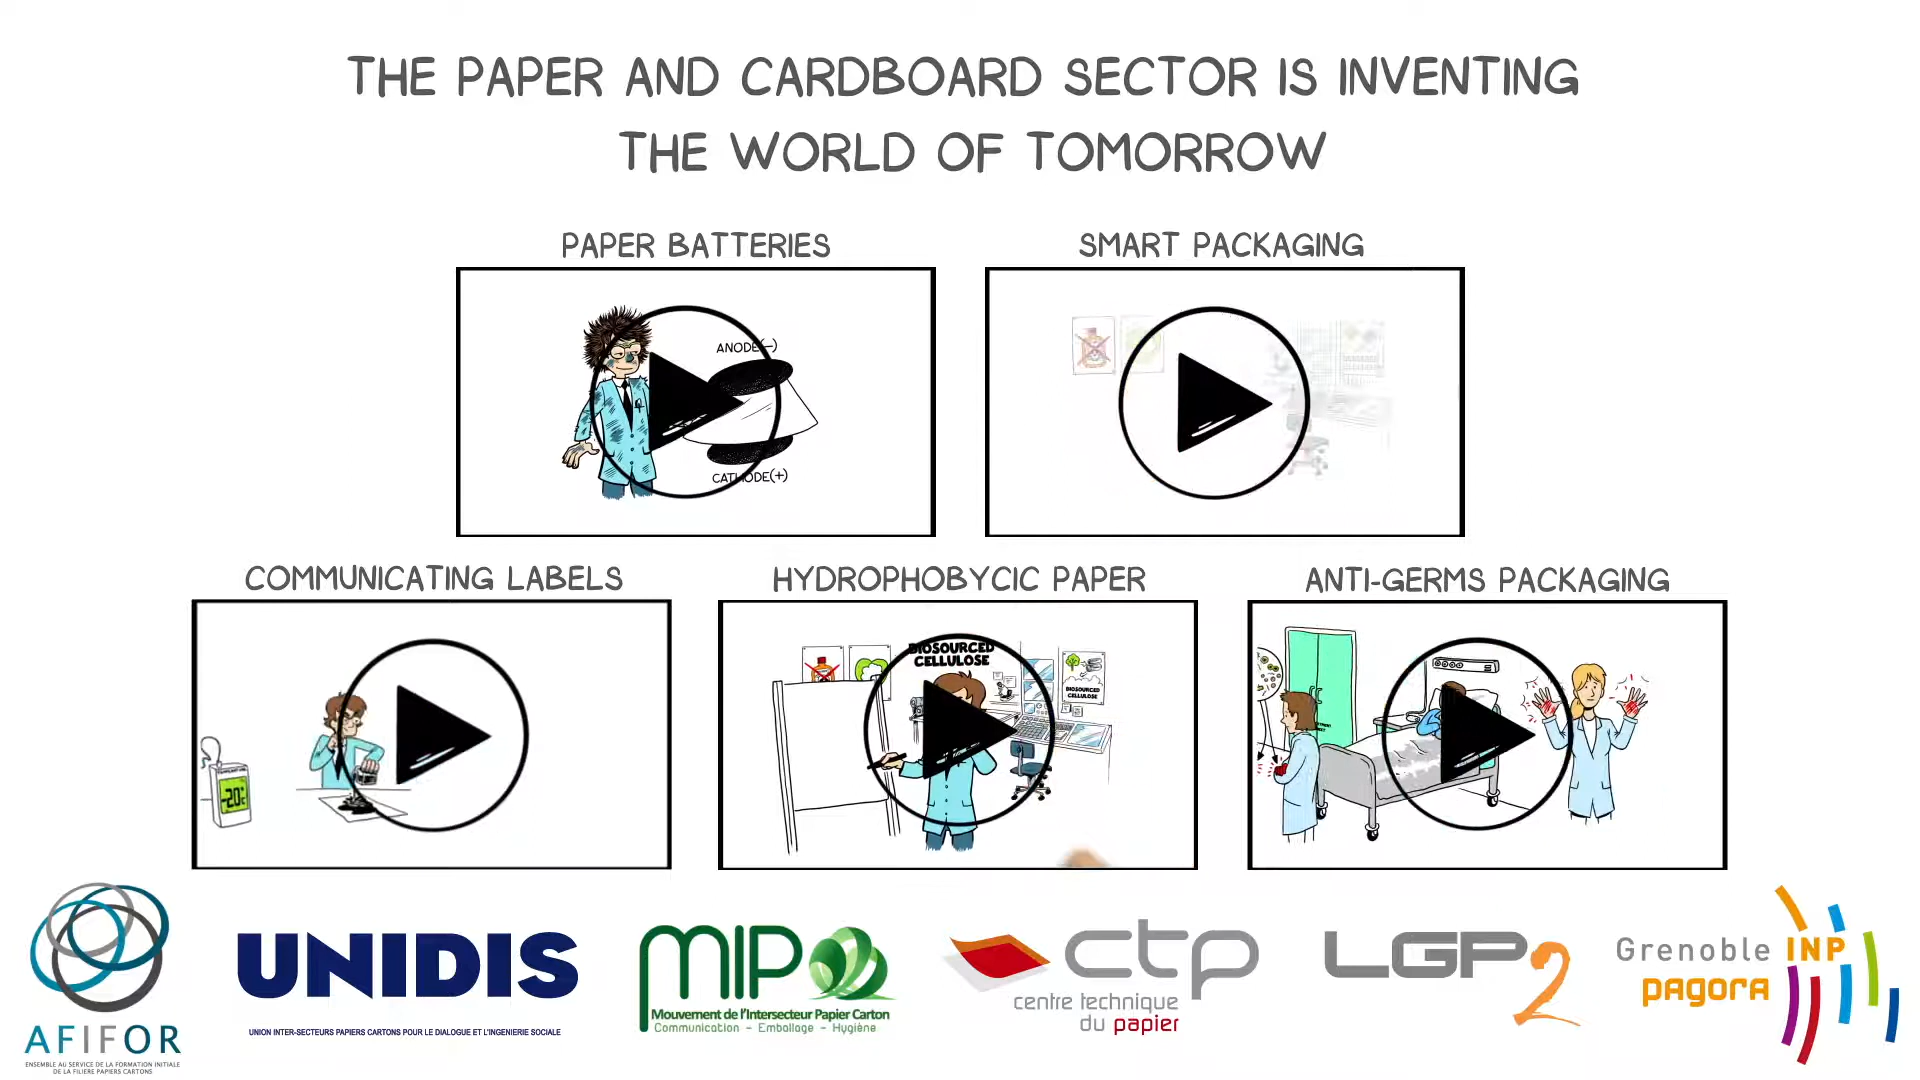 THE PAPER AND CARDBOARD SECTOR IS INVENTING
THE WORLD OF TOMORROW
PAPER BATTERIES
SMART PACKAGING
ANODE(-)
CATHODE(+)
COMMUNICATING LABELS
HYDROPHOBYCIC PAPER
ANTI-GERMS PACKAGING
-20°C
BIOSOURCED
CELLULOSE
BIOSOURCED
CELLULOSE
AFIFOR
ENSEMBLE AU SERVICE DE LA FORMATION INITIALE
DE LA FILIERE PAPIERS CARTONS
UNIDIS
UNION INTER-SECTEURS PAPIERS CARTONS POUR LE DIALOGUE ET L'INGENIERIE SOCIALE
MIP
Mouvement de l'Intersecteur Papier Carton
Communication - Emballage - Hygiène
ctp
centre technique
du papier
LGP2
Grenoble INP
pagora